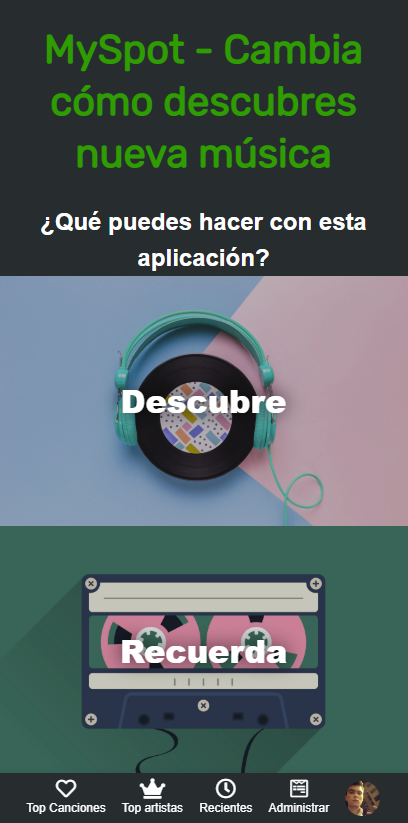 MySpot - Cambia
cómo descubres
nueva música
¿Qué puedes hacer con esta
aplicación?
Descubre
Recuerda
Top Canciones
Top artistas
Recientes
Administrar